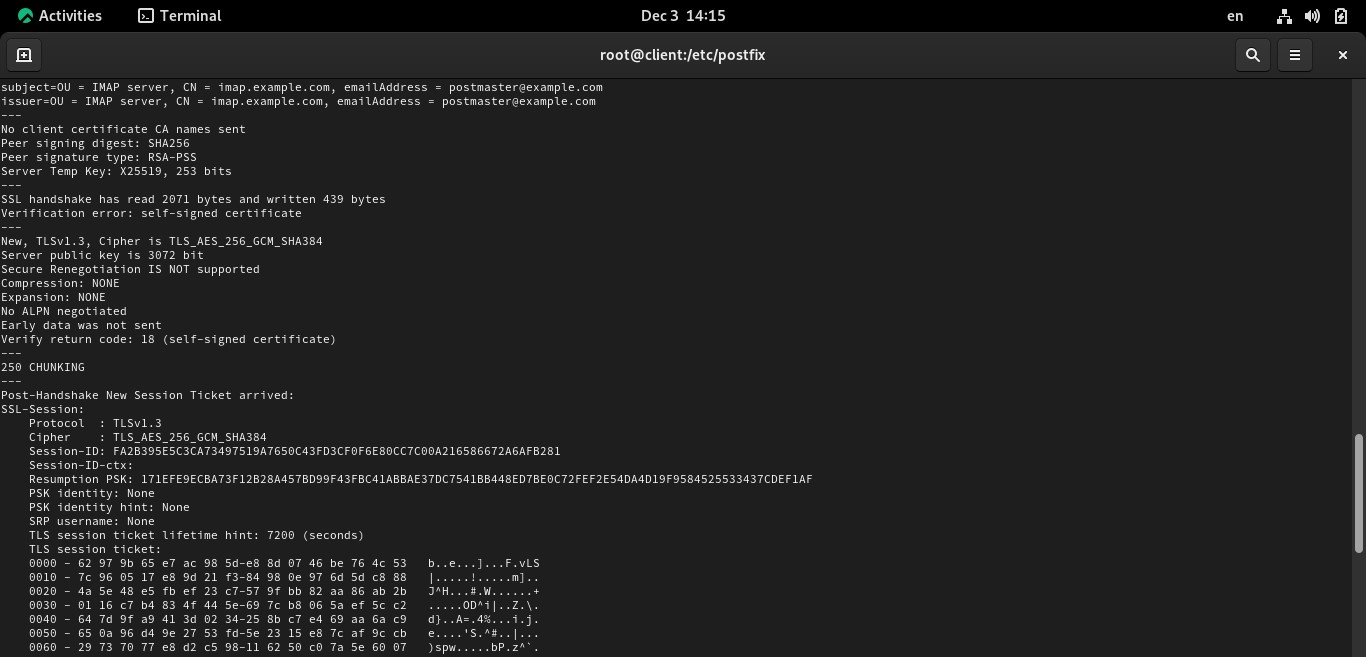 Activities Terminal Dec 3 14:15 en
root@client:/etc/postfix
subject=OU = IMAP server, CN = imap.example.com, emailAddress = postmaster@example.com
issuer=OU = IMAP server, CN = imap.example.com, emailAddress = postmaster@example.com
---
No client certificate CA names sent
Peer signing digest: SHA256
Peer signature type: RSA-PSS
Server Temp Key: X25519, 253 bits
---
SSL handshake has read 2071 bytes and written 439 bytes
Verification error: self-signed certificate
---
New, TLSv1.3, Cipher is TLS_AES_256_GCM_SHA384
Server public key is 3072 bit
Secure Renegotiation IS NOT supported
Compression: NONE
Expansion: NONE
No ALPN negotiated
Early data was not sent
Verify return code: 18 (self-signed certificate)
---
250 CHUNKING
---
Post-Handshake New Session Ticket arrived:
SSL-Session:
    Protocol  : TLSv1.3
    Cipher    : TLS_AES_256_GCM_SHA384
    Session-ID: FA2B395E5C3CA73497519A7650C43FD3CF0F6E80CC7C00A216586672A6AFB281
    Session-ID-ctx:
    Resumption PSK: 171EFE9ECBA73F12B28A457BD99F43FBC41ABBAE37DC7541BB448ED7BE0C72FEF2E54DA4D19F9584525533437CDEF1AF
    PSK identity: None
    PSK identity hint: None
    SRP username: None
    TLS session ticket lifetime hint: 7200 (seconds)
    TLS session ticket:
    0000 - 62 97 9b 65 e7 ac 98 5d-e8 8d 07 46 be 76 4c 53   b..e...]...F.vLS
    0010 - 7c 96 05 17 e8 9d 21 f3-84 98 0e 97 6d 5d c8 88   |.....!.....m]..
    0020 - 4a 5e 48 e5 fb ef 23 c7-57 9f bb 82 aa 86 ab 2b   J^H...#.W......+
    0030 - 01 16 c7 b4 83 4f 44 5e-69 7c b8 06 5a ef 5c c2   .....OD^i|..Z.\.
    0040 - 64 7d 9f a9 41 3d 02 34-25 8b c7 e4 69 aa 6a c9   d}..A=.4%...i.j.
    0050 - 65 0a 96 d4 9e 27 53 fd-5e 23 15 e8 7c af 9c cb   e....'S.^#..|...
    0060 - 29 73 70 77 e8 d2 c5 98-11 62 50 c0 7a 5e 60 07   )spw.....bP.z^`.